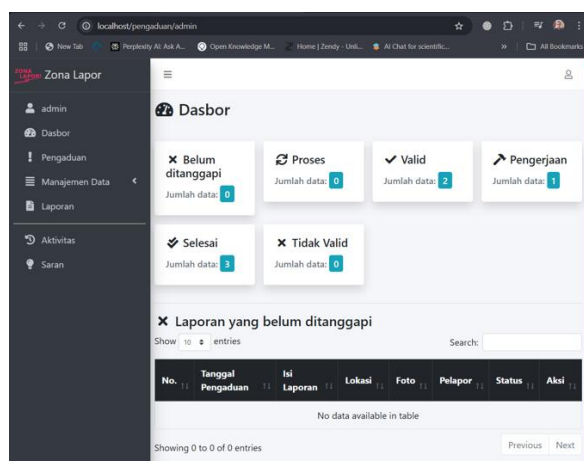 localhost/pengaduan/admin
New Tab
Perplexity AI: Ask A...
Open Knowledge M...
Home | Zendy - Unli...
AI Chat for scientific...
»
All Bookmarks
ZONA LAPOR!
Zona Lapor
admin
Dasbor
Pengaduan
Manajemen Data
Laporan
Aktivitas
Saran
Dasbor
Belum ditanggapi
Jumlah data: 0
Proses
Jumlah data: 0
Valid
Jumlah data: 2
Pengerjaan
Jumlah data: 1
Selesai
Jumlah data: 3
Tidak Valid
Jumlah data: 0
Laporan yang belum ditanggapi
Show 10 entries
Search:
No. Tanggal Pengaduan Isi Laporan Lokasi Foto Pelapor Status Aksi
No data available in table
Showing 0 to 0 of 0 entries
Previous Next